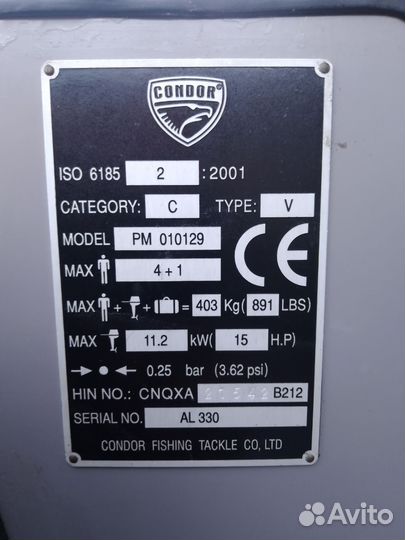 CONDOR
ISO 6185 2 :2001
CATEGORY: C TYPE: V
MODEL PM 010129
MAX 4+1
MAX + + = 403 Kg(891 LBS)
MAX 11.2 kW( 15 H.P)
0.25 bar (3.62 psi)
HIN NO.: CNQXA B212
SERIAL NO. AL 330
CONDOR FISHING TACKLE CO, LTD
CE
Avito